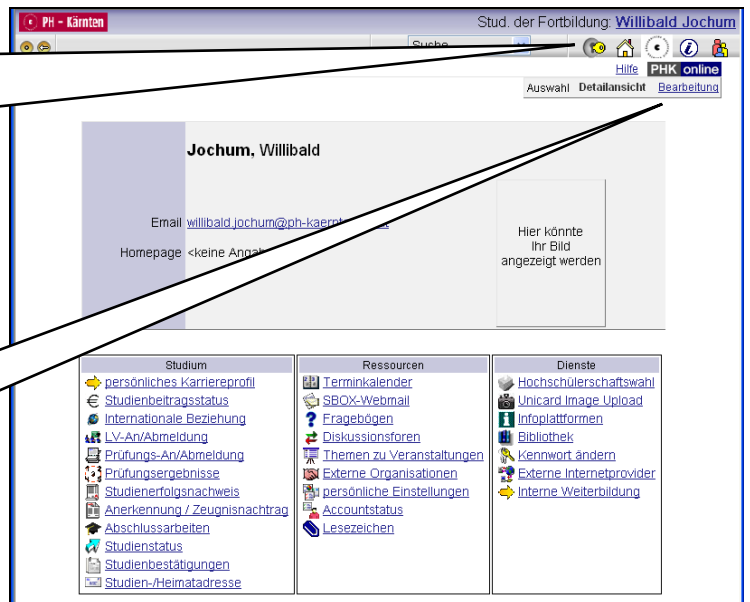 PH - Kärnten
Stud. der Fortbildung: Willibald Jochum
Suche
Hilfe PHK online
Auswahl Detailansicht Bearbeitung
Jochum, Willibald
Email willibald.jochum@ph-kaernt
Homepage <keine Angab
Hier könnte
Ihr Bild
angezeigt werden
Studium
persönliches Karriereprofil
Studienbeitragsstatus
Internationale Beziehung
LV-An/Abmeldung
Prüfungs-An/Abmeldung
Prüfungsergebnisse
Studienerfolgsnachweis
Anerkennung / Zeugnisnachtrag
Abschlussarbeiten
Studienstatus
Studienbestätigungen
Studien-/Heimatadresse
Ressourcen
Terminkalender
SBOX-Webmail
Fragebögen
Diskussionsforen
Themen zu Veranstaltungen
Externe Organisationen
persönliche Einstellungen
Accountstatus
Lesezeichen
Dienste
Hochschülerschaftswahl
Unicard Image Upload
Infoplattformen
Bibliothek
Kennwort ändern
Externe Internetprovider
Interne Weiterbildung